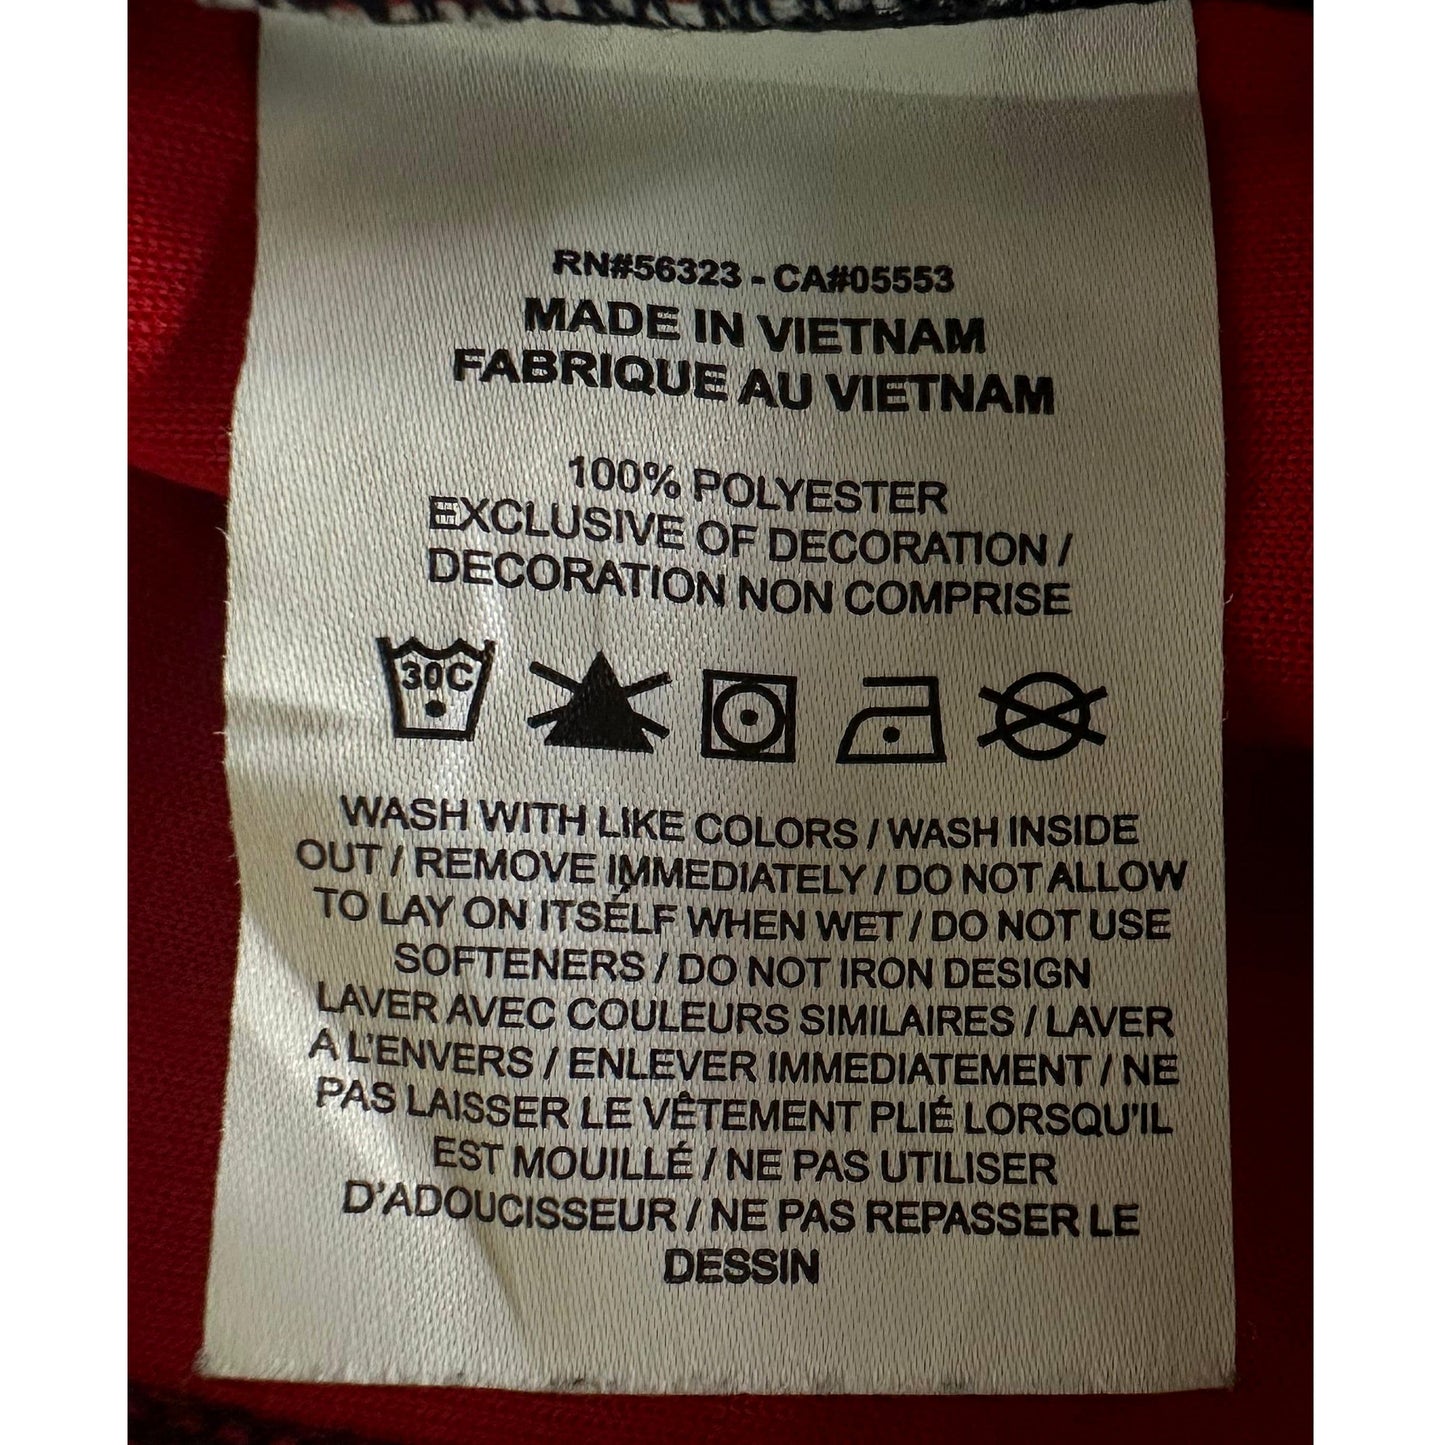 RN#56323 - CA#05553
MADE IN VIETNAM
FABRIQUE AU VIETNAM
100% POLYESTER
EXCLUSIVE OF DECORATION /
DECORATION NON COMPRISE
30C
WASH WITH LIKE COLORS / WASH INSIDE
OUT / REMOVE IMMEDIATELY / DO NOT ALLOW
TO LAY ON ITSÉLF WHEN WET / DO NOT USE
SOFTENERS / DO NOT IRON DESIGN
LAVER AVEC COULEURS SIMILAIRES / LAVER
A L'ENVERS / ENLEVER IMMEDIATEMENT / NE
PAS LAISSER LE VÊTEMENT PLIÉ LORSQU'IL
EST MOUILLÉ / NE PAS UTILISER
D'ADOUCISSEUR / NE PAS REPASSER LE
DESSIN